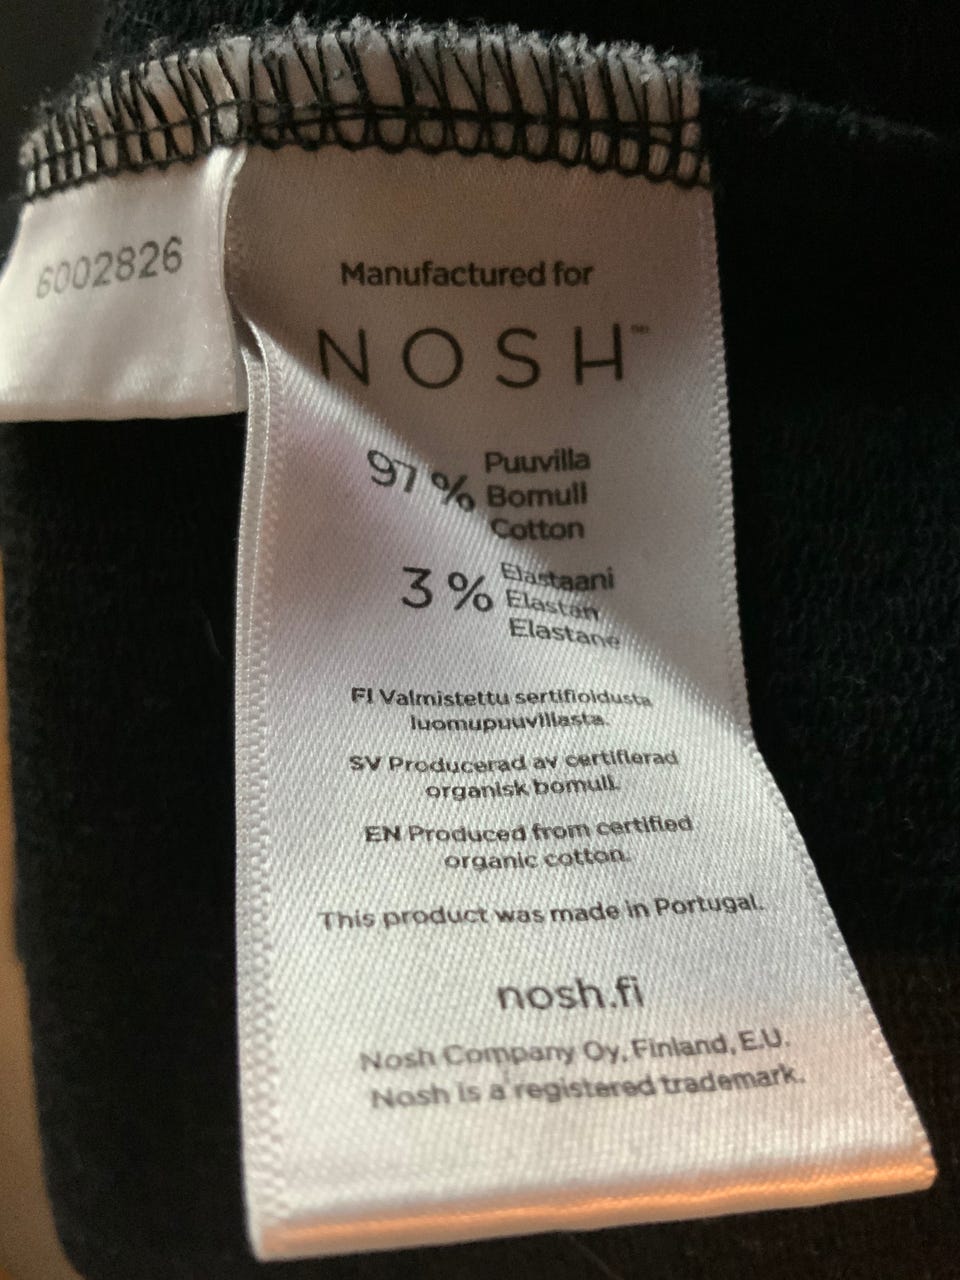 6002826
Manufactured for
NOSH™
97 % Puuvilla
Bomull
Cotton
3 % Elastaani
Elastan
Elastane
FI Valmistettu sertifioidusta
luomupuuvillasta.
SV Producerad av certifierad
organisk bomull.
EN Produced from certified
organic cotton.
This product was made in Portugal.
nosh.fi
Nosh Company Oy, Finland, E.U.
Nosh is a registered trademark.